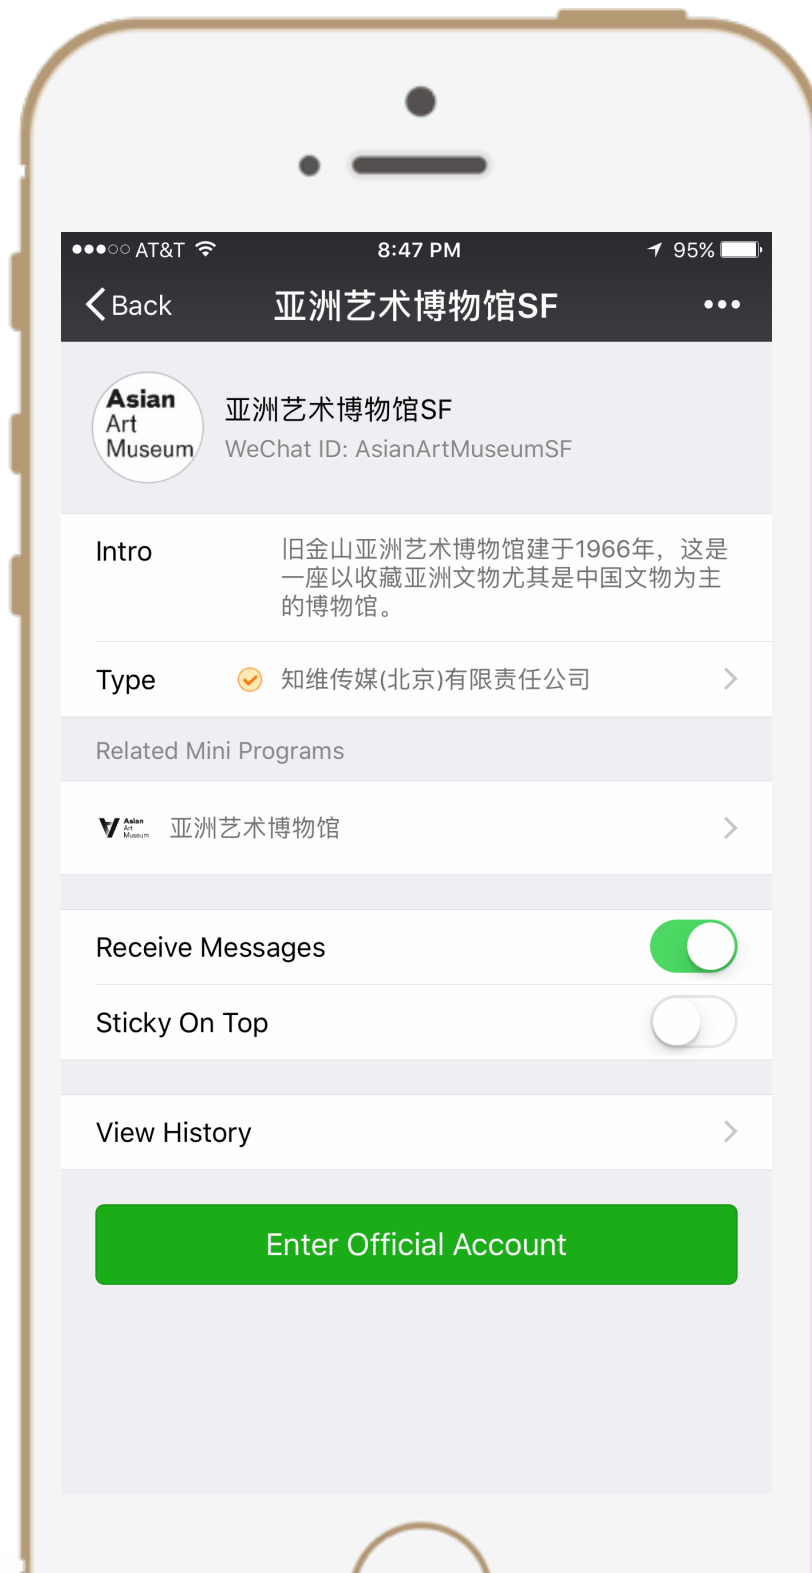 AT&T 8:47 PM 95%
Back 亚洲艺术博物馆SF
Asian
Art
Museum
亚洲艺术博物馆SF
WeChat ID: AsianArtMuseumSF
Intro 旧金山亚洲艺术博物馆建于1966年，这是
一座以收藏亚洲文物尤其是中国文物为主
的博物馆。
Type 知维传媒(北京)有限责任公司
Related Mini Programs
Asian
Art
Museum
亚洲艺术博物馆
Receive Messages
Sticky On Top
View History
Enter Official Account